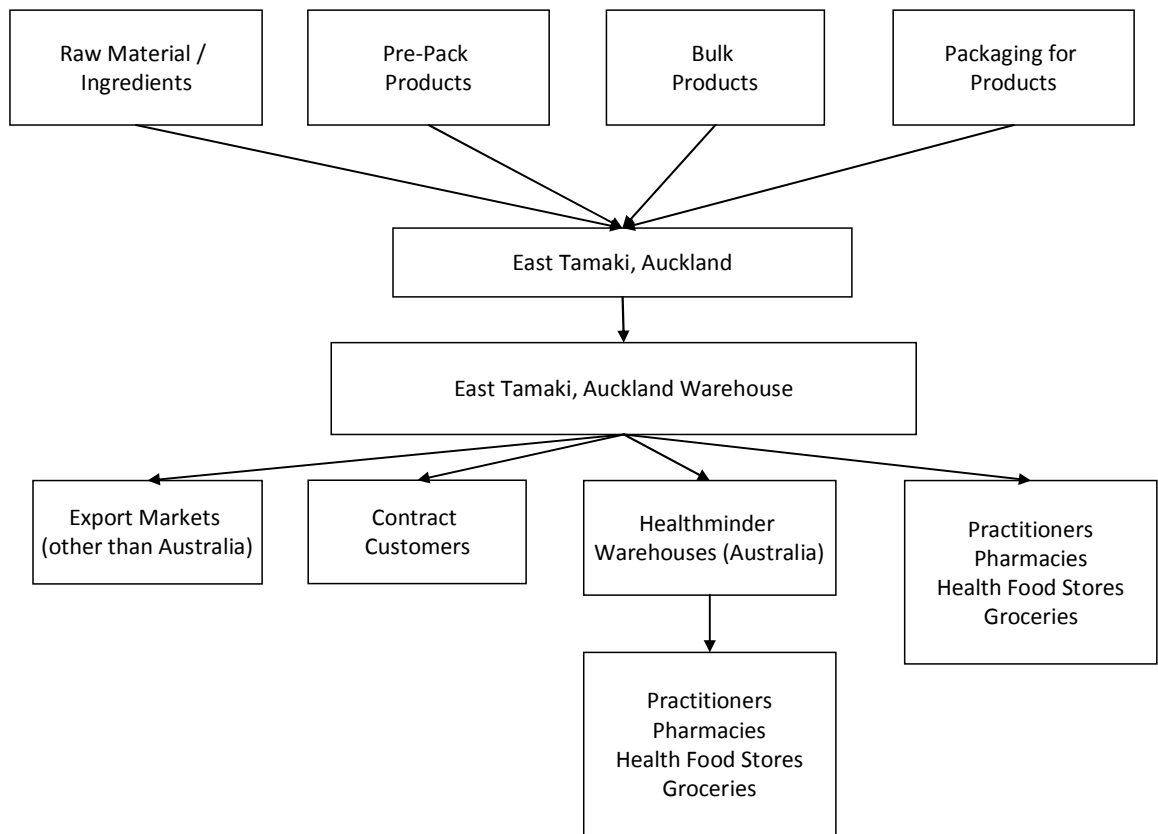 Raw Material /
Ingredients
Pre-Pack
Products
Bulk
Products
Packaging for
Products
East Tamaki, Auckland
East Tamaki, Auckland Warehouse
Export Markets
(other than Australia)
Contract
Customers
Healthminder
Warehouses (Australia)
Practitioners
Pharmacies
Health Food Stores
Groceries
Practitioners
Pharmacies
Health Food Stores
Groceries